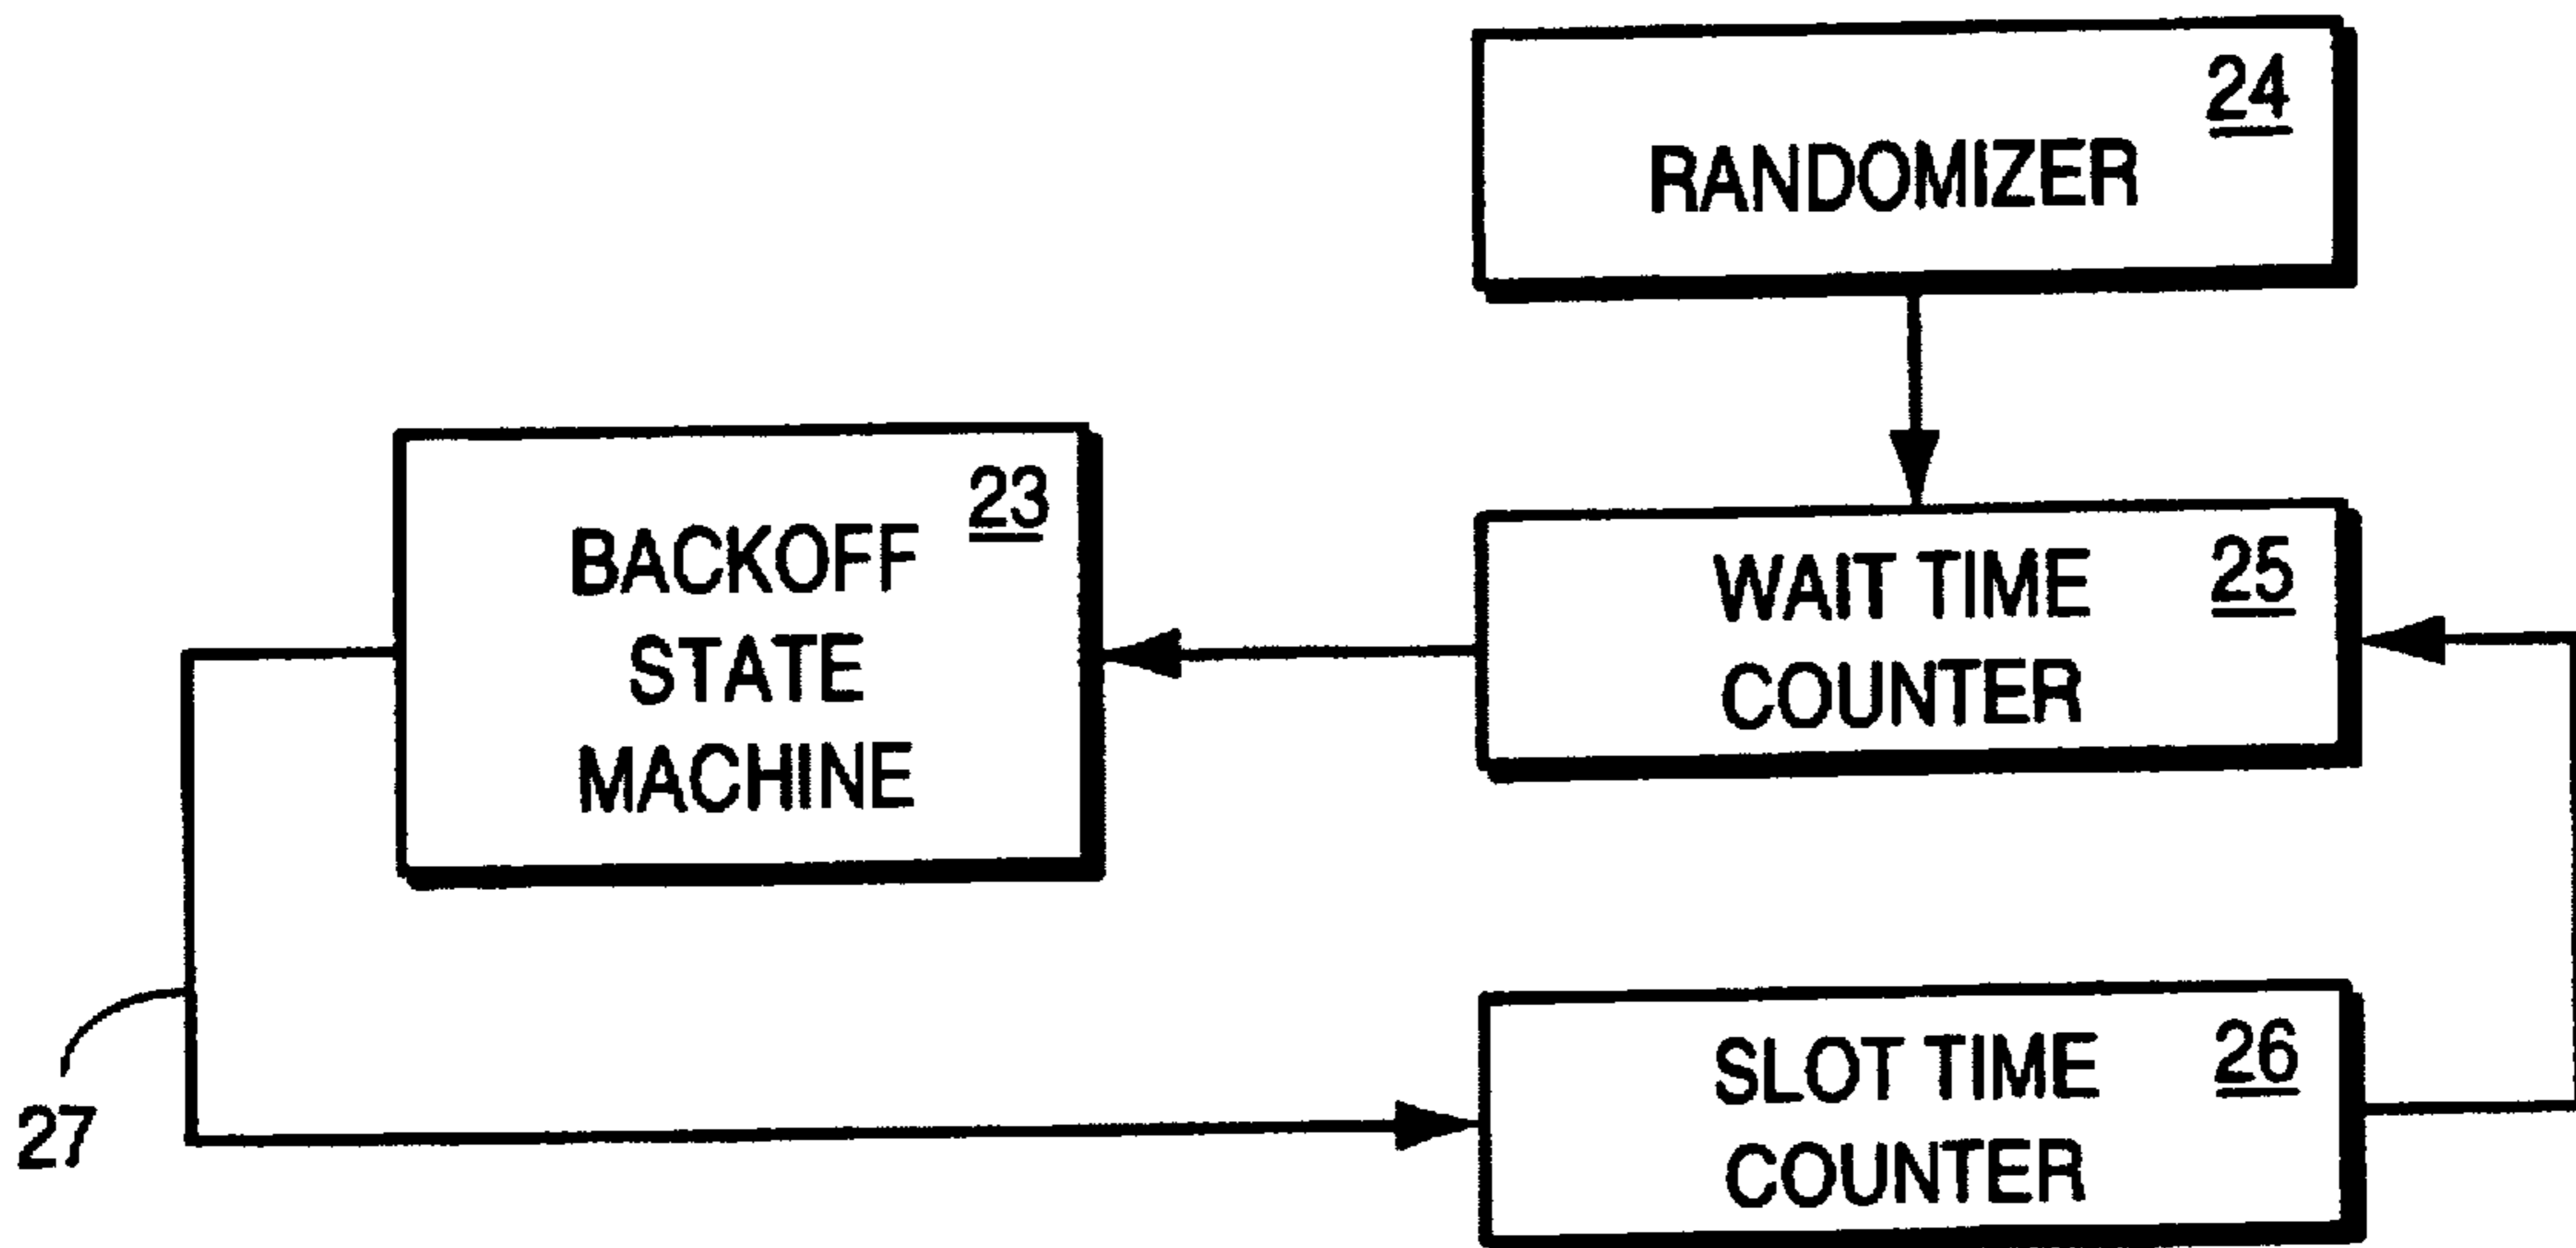 24
RANDOMIZER
23
BACKOFF
STATE
MACHINE
25
WAIT TIME
COUNTER
26
SLOT TIME
COUNTER
27